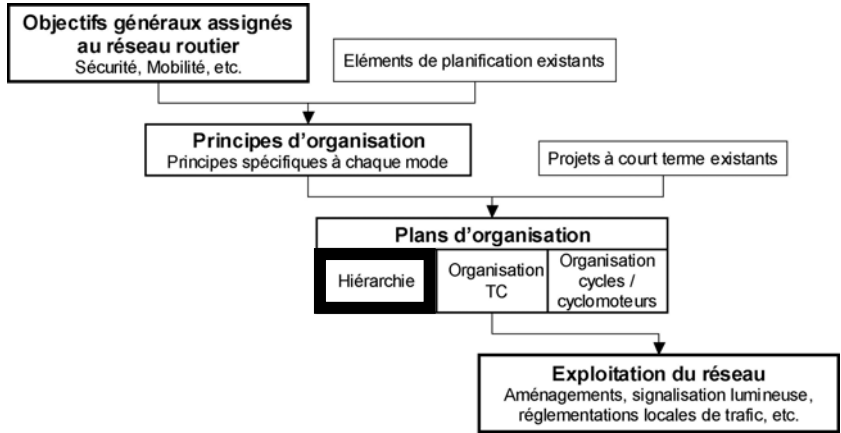 Objectifs généraux assignés
au réseau routier
Sécurité, Mobilité, etc.
Eléments de planification existants
Principes d'organisation
Principes spécifiques à chaque mode
Projets à court terme existants
Plans d'organisation
Hiérarchie
Organisation
TC
Organisation
cycles /
cyclomoteurs
Exploitation du réseau
Aménagements, signalisation lumineuse,
réglementations locales de trafic, etc.